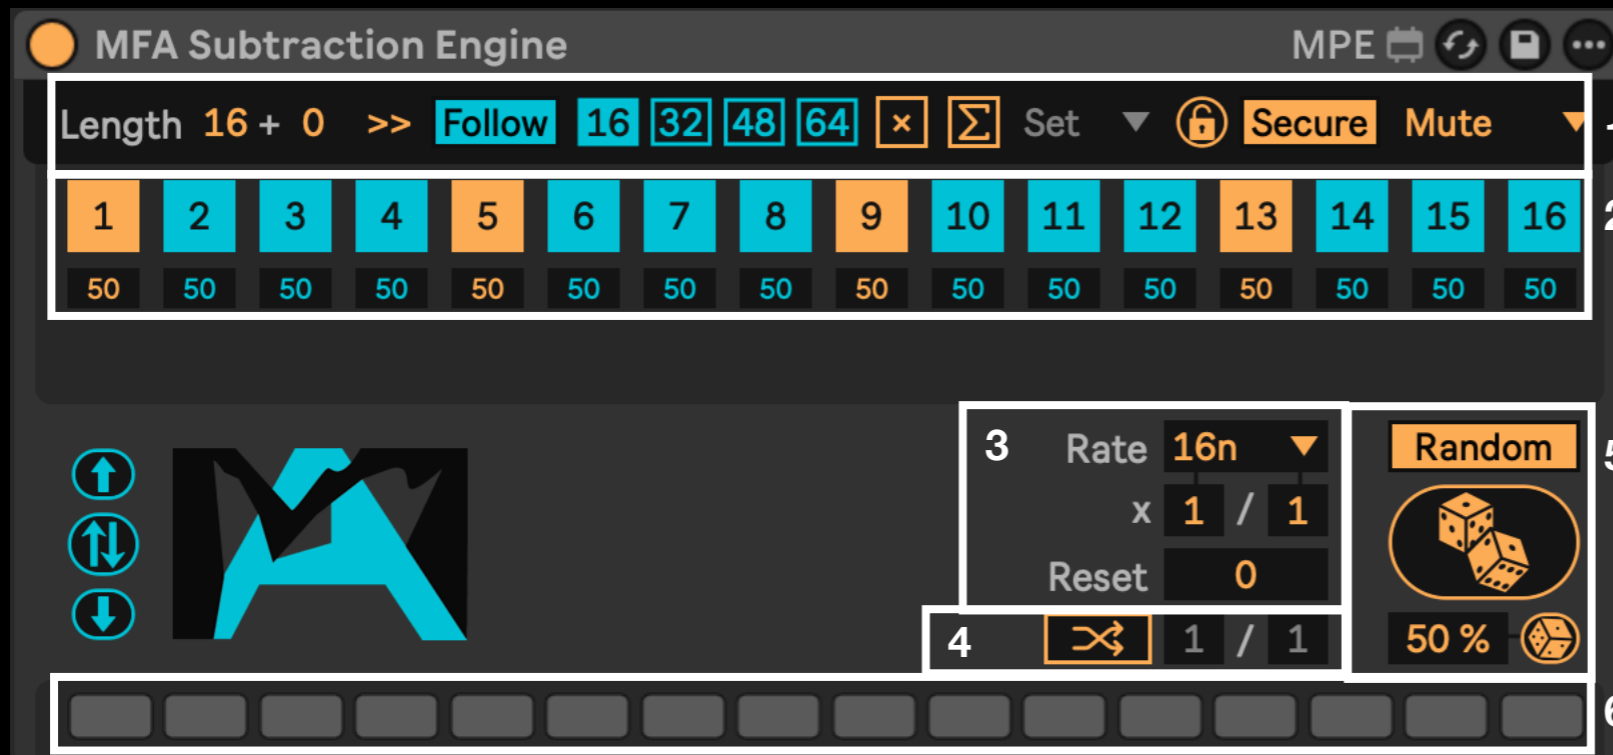 MFA Subtraction Engine MPE
Length 16 + 0 >> Follow 16 32 48 64 × Σ Set Secure Mute
1 2 3 4 5 6 7 8 9 10 11 12 13 14 15 16
50 50 50 50 50 50 50 50 50 50 50 50 50 50 50 50
3 Rate 16n Random
x 1 / 1
Reset 0
4 1 / 1 50 %